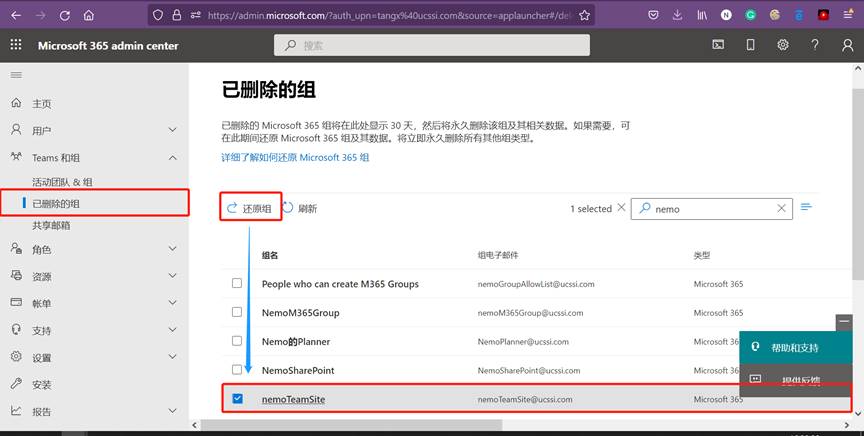 https://admin.microsoft.com/?auth_upn=tangx%40ucssi.com&source=applauncher#/del
Microsoft 365 admin center
搜索
主页
用户
Teams 和组
活动团队 & 组
已删除的组
共享邮箱
角色
资源
帐单
支持
设置
安装
报告
已删除的组
已删除的 Microsoft 365 组将在此处显示 30 天，然后将永久删除该组及其相关数据。如果需要，可
在此期间还原 Microsoft 365 组及其数据。将立即永久删除所有其他组类型。
详细了解如何还原 Microsoft 365 组
还原组
刷新
1 selected
nemo
组名 组电子邮件 类型
People who can create M365 Groups nemoGroupAllowList@ucssi.com Microsoft 365
NemoM365Group nemoM365Group@ucssi.com Microsoft 365
Nemo的Planner NemoPlanner@ucssi.com Microsoft 365
NemoSharePoint NemoSharePoint@ucssi.com Microsoft 365
nemoTeamSite nemoTeamSite@ucssi.com Microsoft 365
帮助和支持
提供反馈